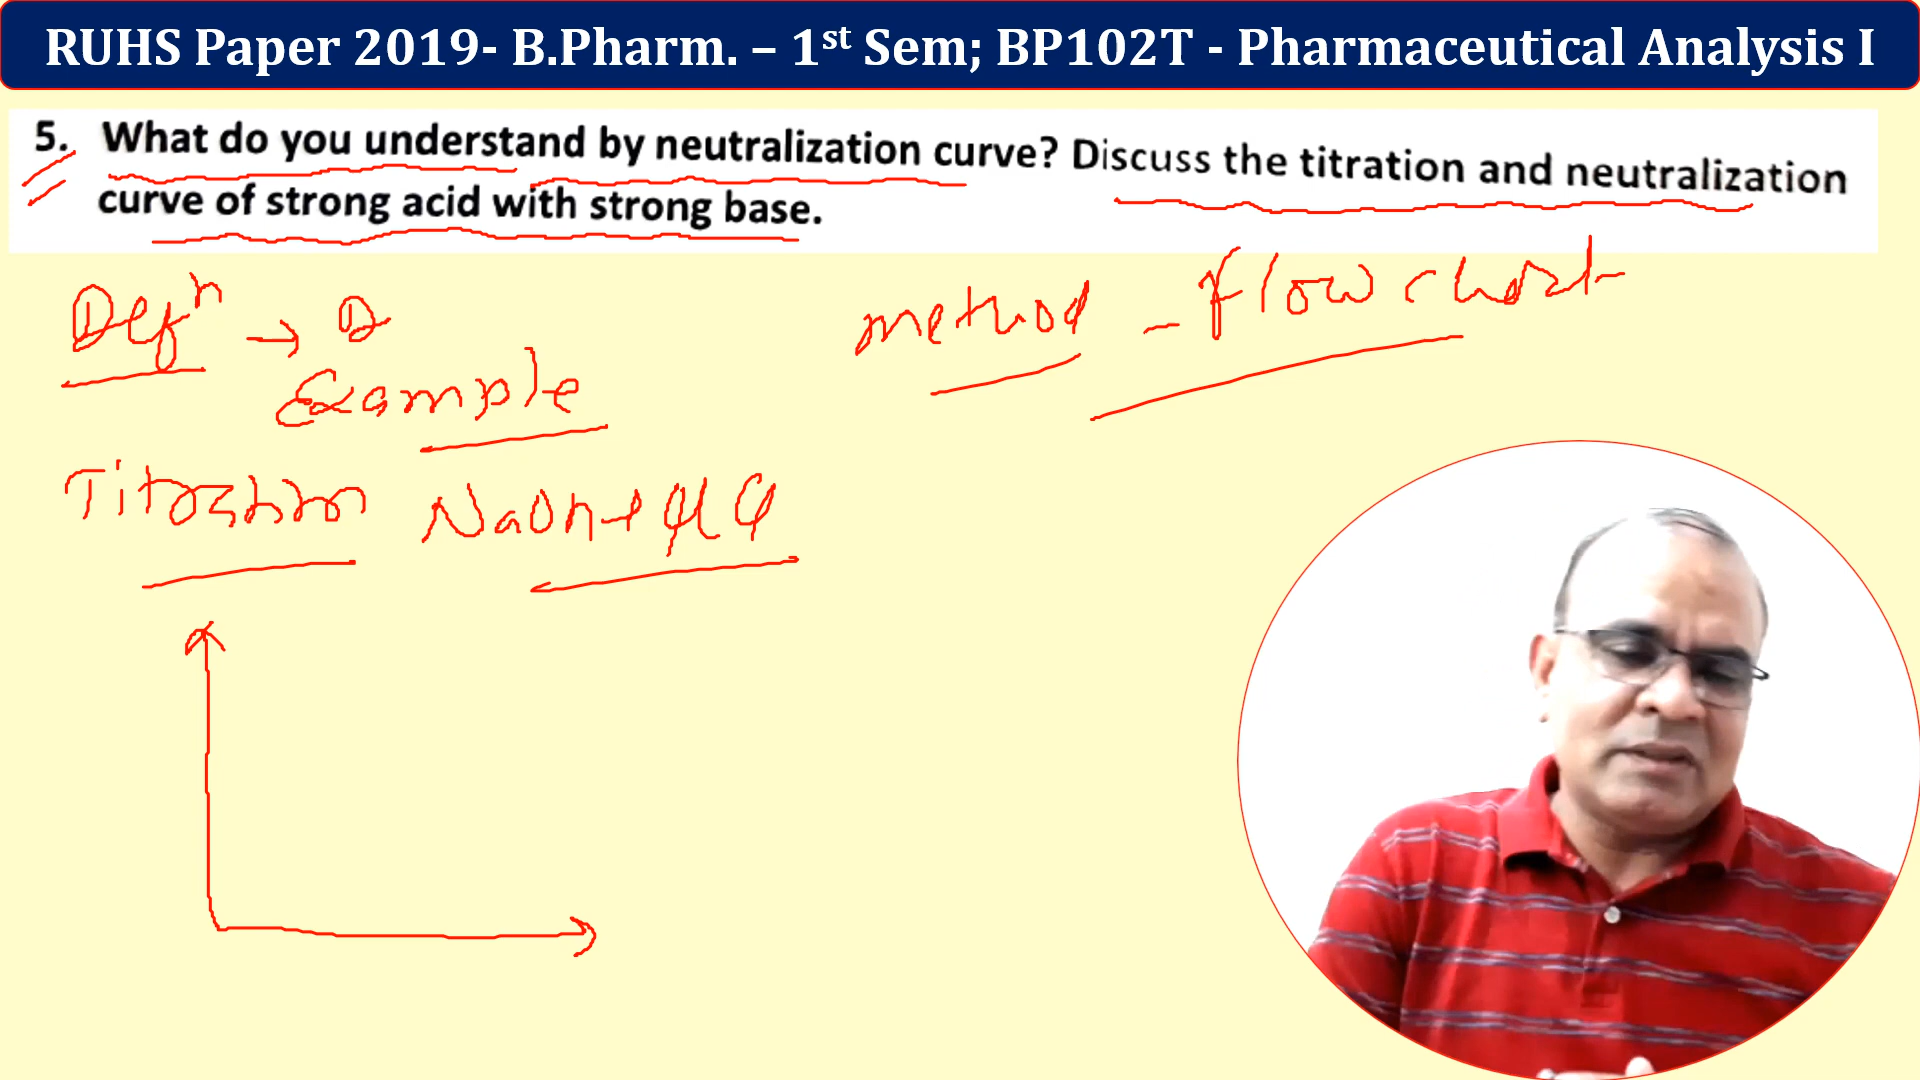 RUHS Paper 2019- B.Pharm. – 1st Sem; BP102T - Pharmaceutical Analysis I
5. What do you understand by neutralization curve? Discuss the titration and neutralization
curve of strong acid with strong base.
Defn →
Example
method - flow chart
Titration NaOH + HCl